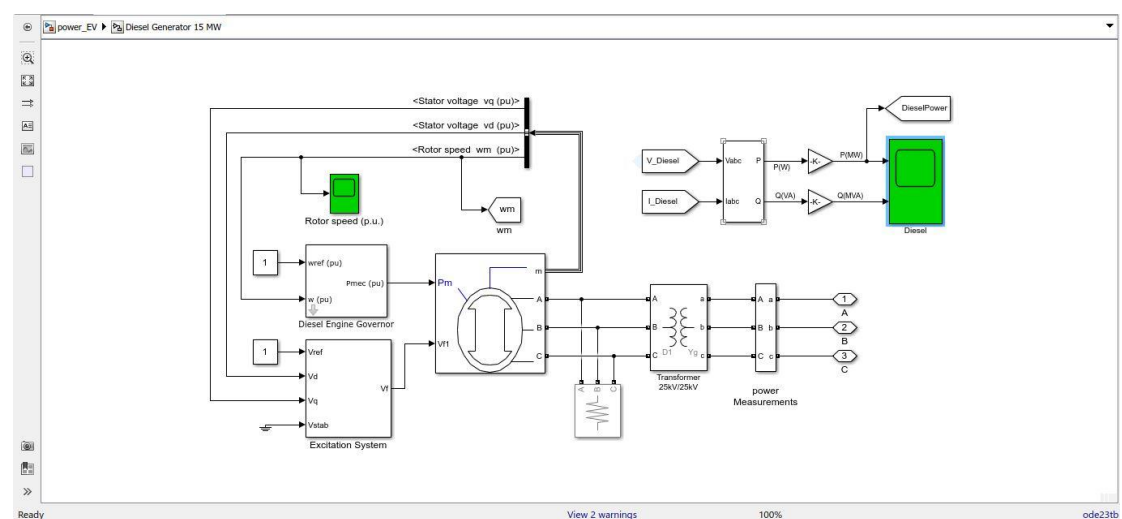 power_EV Diesel Generator 15 MW
<Stator voltage vq (pu)>
<Stator voltage vd (pu)>
<Rotor speed wm (pu)>
Rotor speed (p.u.)
wm
wm
V_Diesel
I_Diesel
Vabc
Iabc
P
Q
P(W)
Q(VA)
-K-
-K-
P(MW)
Q(MVA)
DieselPower
Diesel
1
wref (pu)
w (pu)
Pmec (pu)
Diesel Engine Governor
1
Vref
Vd
Vq
Vstab
Vf
Excitation System
Pm
Vf1
m
A
B
C
A
B
C
A
B
C
D1
Yg
a
b
c
Transformer
25kV/25kV
A a
B b
C c
power
Measurements
1
A
2
B
3
C
Ready
View 2 warnings
100%
ode23tb